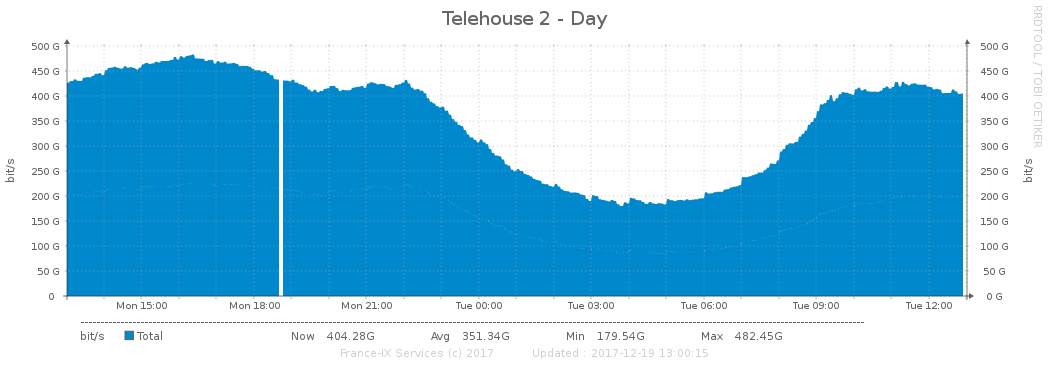 Telehouse 2 - Day
RRDTOOL / TOBI OETIKER
500 G 500 G
450 G 450 G
400 G 400 G
350 G 350 G
300 G 300 G
250 G 250 G
200 G 200 G
150 G 150 G
100 G 100 G
50 G 50 G
0 0 G
bit/s bit/s
Mon 15:00 Mon 18:00 Mon 21:00 Tue 00:00 Tue 03:00 Tue 06:00 Tue 09:00 Tue 12:00
bit/s Total Now 404.28G Avg 351.34G Min 179.54G Max 482.45G
France-IX Services (c) 2017 Updated : 2017-12-19 13:00:15